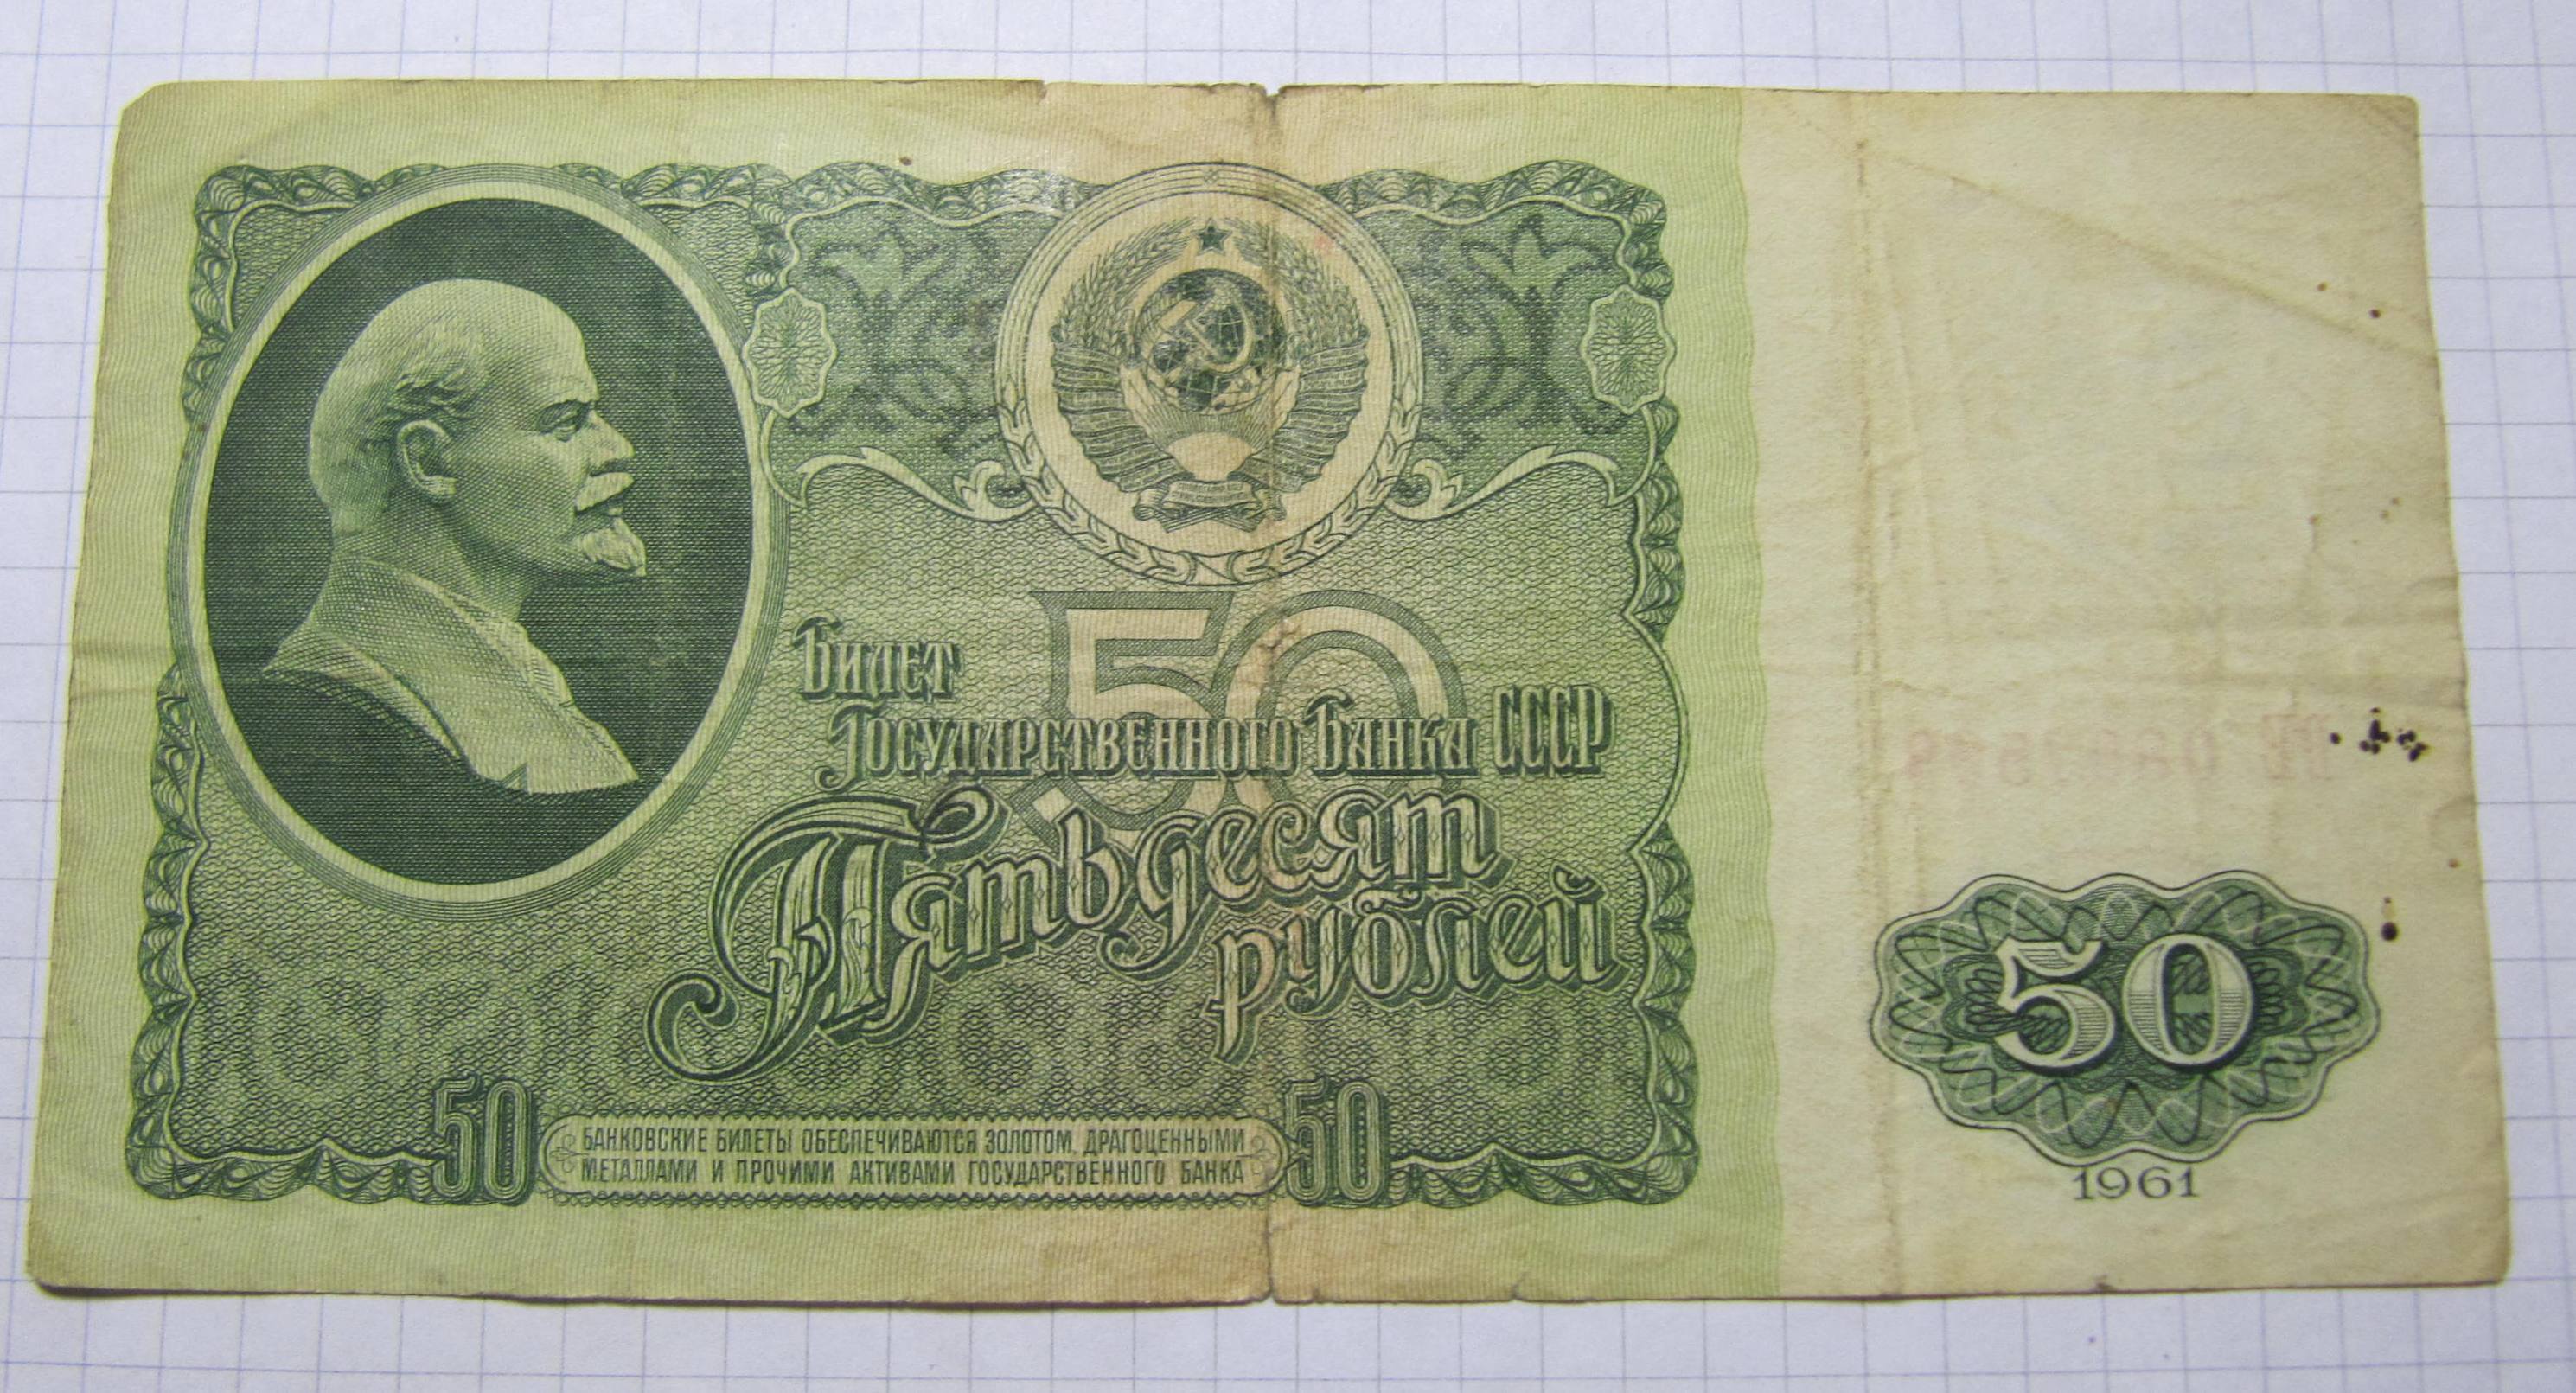 50
Билет
Государственного Банка СССР
Пятьдесят
рублей
50
50
БАНКОВСКИЕ БИЛЕТЫ ОБЕСПЕЧИВАЮТСЯ ЗОЛОТОМ, ДРАГОЦЕННЫМИ
МЕТАЛЛАМИ И ПРОЧИМИ АКТИВАМИ ГОСУДАРСТВЕННОГО БАНКА
50
1961